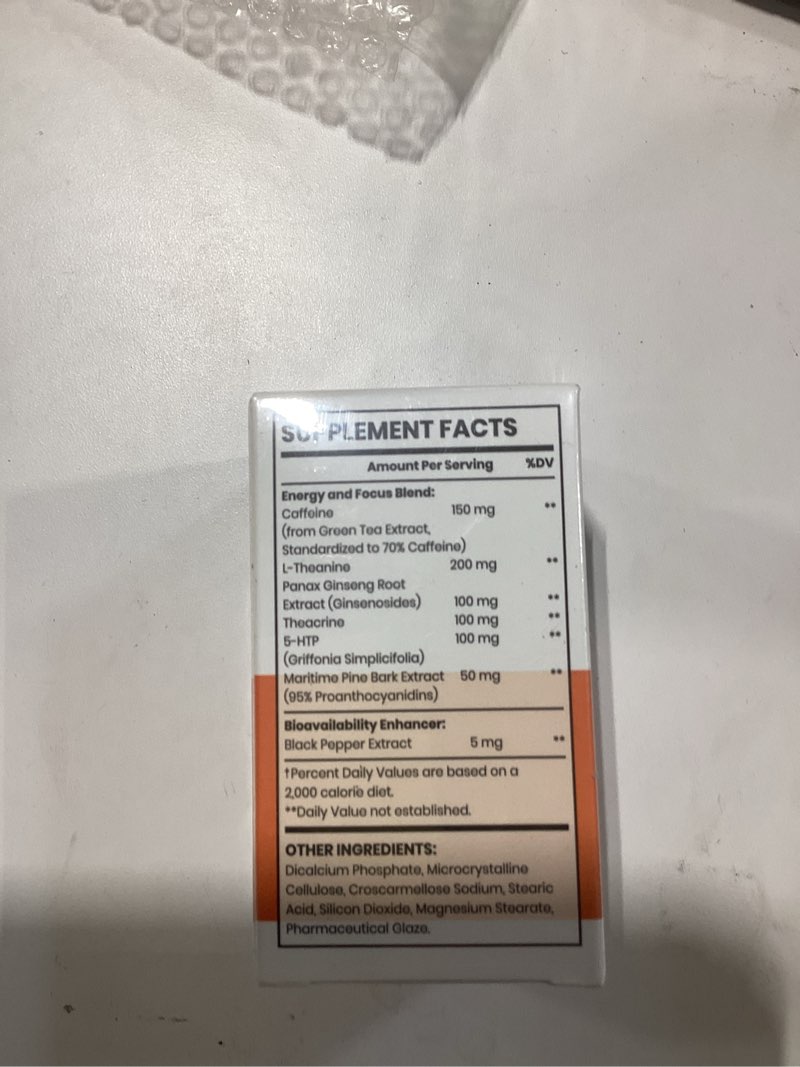 SUPPLEMENT FACTS
Amount Per Serving %DV
Energy and Focus Blend:
Caffeine 150 mg **
(from Green Tea Extract,
Standardized to 70% Caffeine)
L-Theanine 200 mg **
Panax Ginseng Root
Extract (Ginsenosides) 100 mg **
Theacrine 100 mg **
5-HTP 100 mg **
(Griffonia Simplicifolia)
Maritime Pine Bark Extract 50 mg **
(95% Proanthocyanidins)
Bioavailability Enhancer:
Black Pepper Extract 5 mg **
†Percent Daily Values are based on a
2,000 calorie diet.
**Daily Value not established.
OTHER INGREDIENTS:
Dicalcium Phosphate, Microcrystalline
Cellulose, Croscarmellose Sodium, Stearic
Acid, Silicon Dioxide, Magnesium Stearate,
Pharmaceutical Glaze.